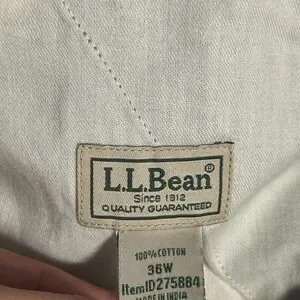 L.L.Bean®
Since 1912
QUALITY GUARANTEED
100% COTTON
36W
ItemID275884
MADE IN INDIA